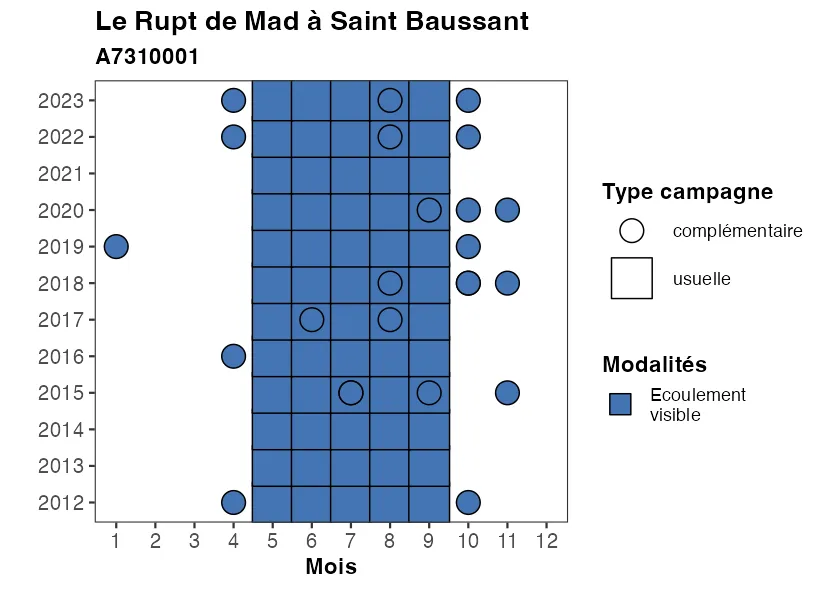 Le Rupt de Mad à Saint Baussant
A7310001
2023
2022
2021
2020
2019
2018
2017
2016
2015
2014
2013
2012
1 2 3 4 5 6 7 8 9 10 11 12
Mois
Type campagne
complémentaire
usuelle
Modalités
Ecoulement
visible